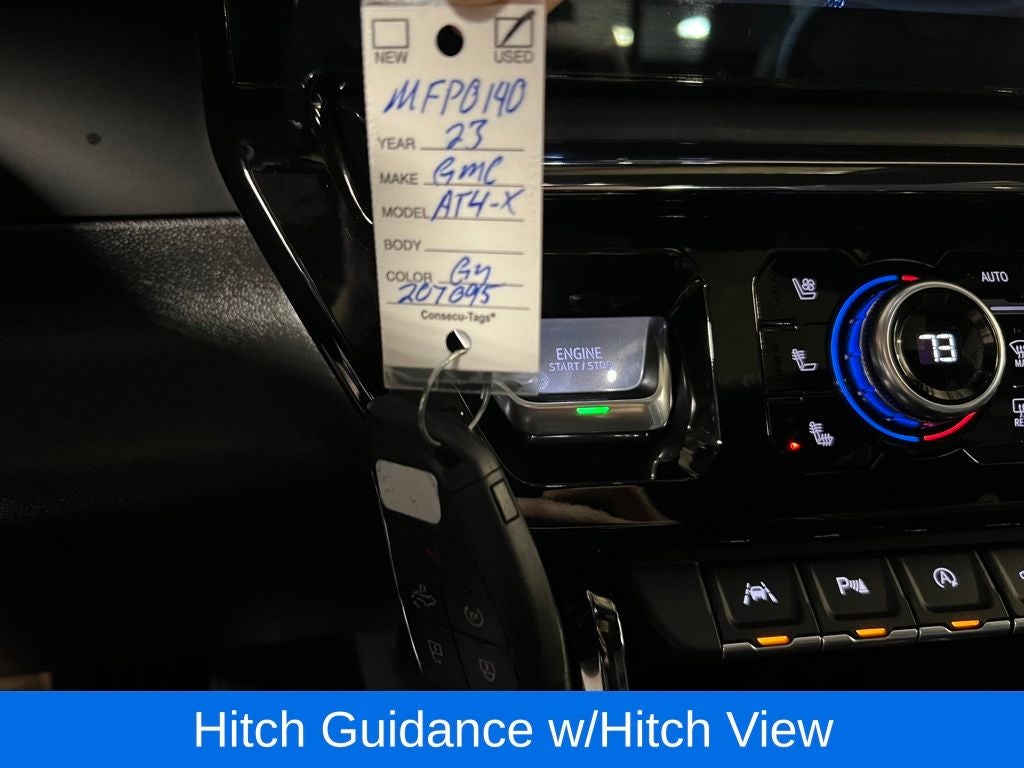 NEW USED
MFP0140
YEAR 23
MAKE GMC
MODEL AT4-X
BODY
COLOR Gy
207095
Consecu-Tags®
ENGINE
START / STOP
AUTO
73
Hitch Guidance w/Hitch View